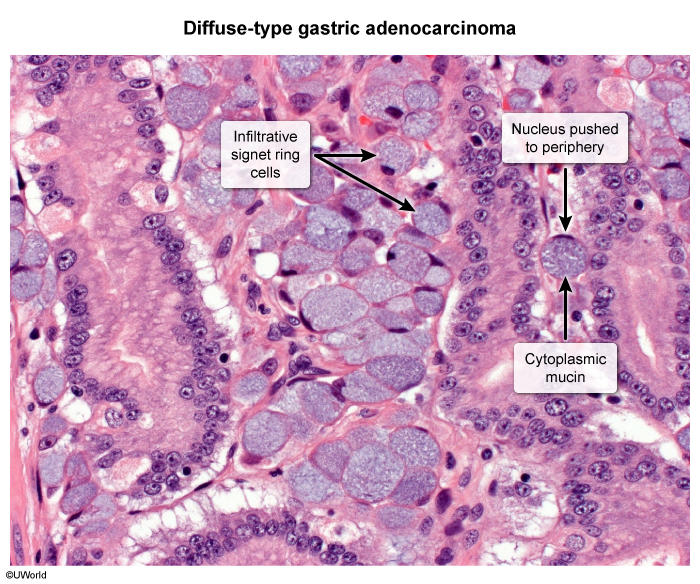 Diffuse-type gastric adenocarcinoma
Infiltrative
signet ring
cells
Nucleus pushed
to periphery
Cytoplasmic
mucin
©UWorld